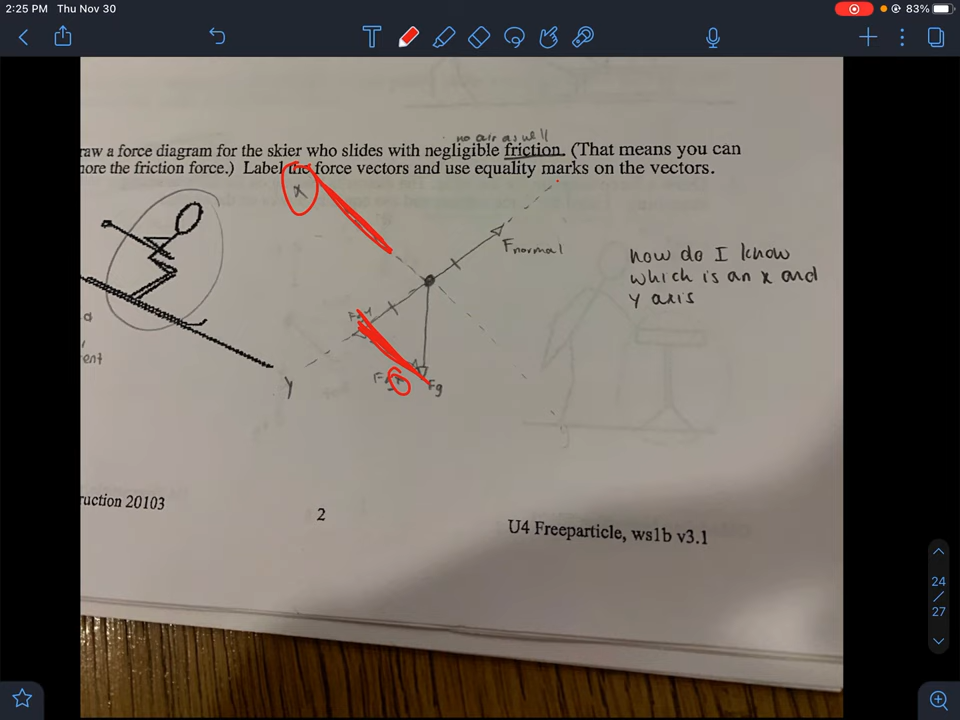 2:25 PM Thu Nov 30
83%
T
no air as well
raw a force diagram for the skier who slides with negligible friction. (That means you can
nore the friction force.) Label the force vectors and use equality marks on the vectors.
x
Fnormal
how do I know
which is an x and
y axis
a
ent
Fgy
Fgx
Fg
y
ruction 20103
2
U4 Freeparticle, ws1b v3.1
24
/
27